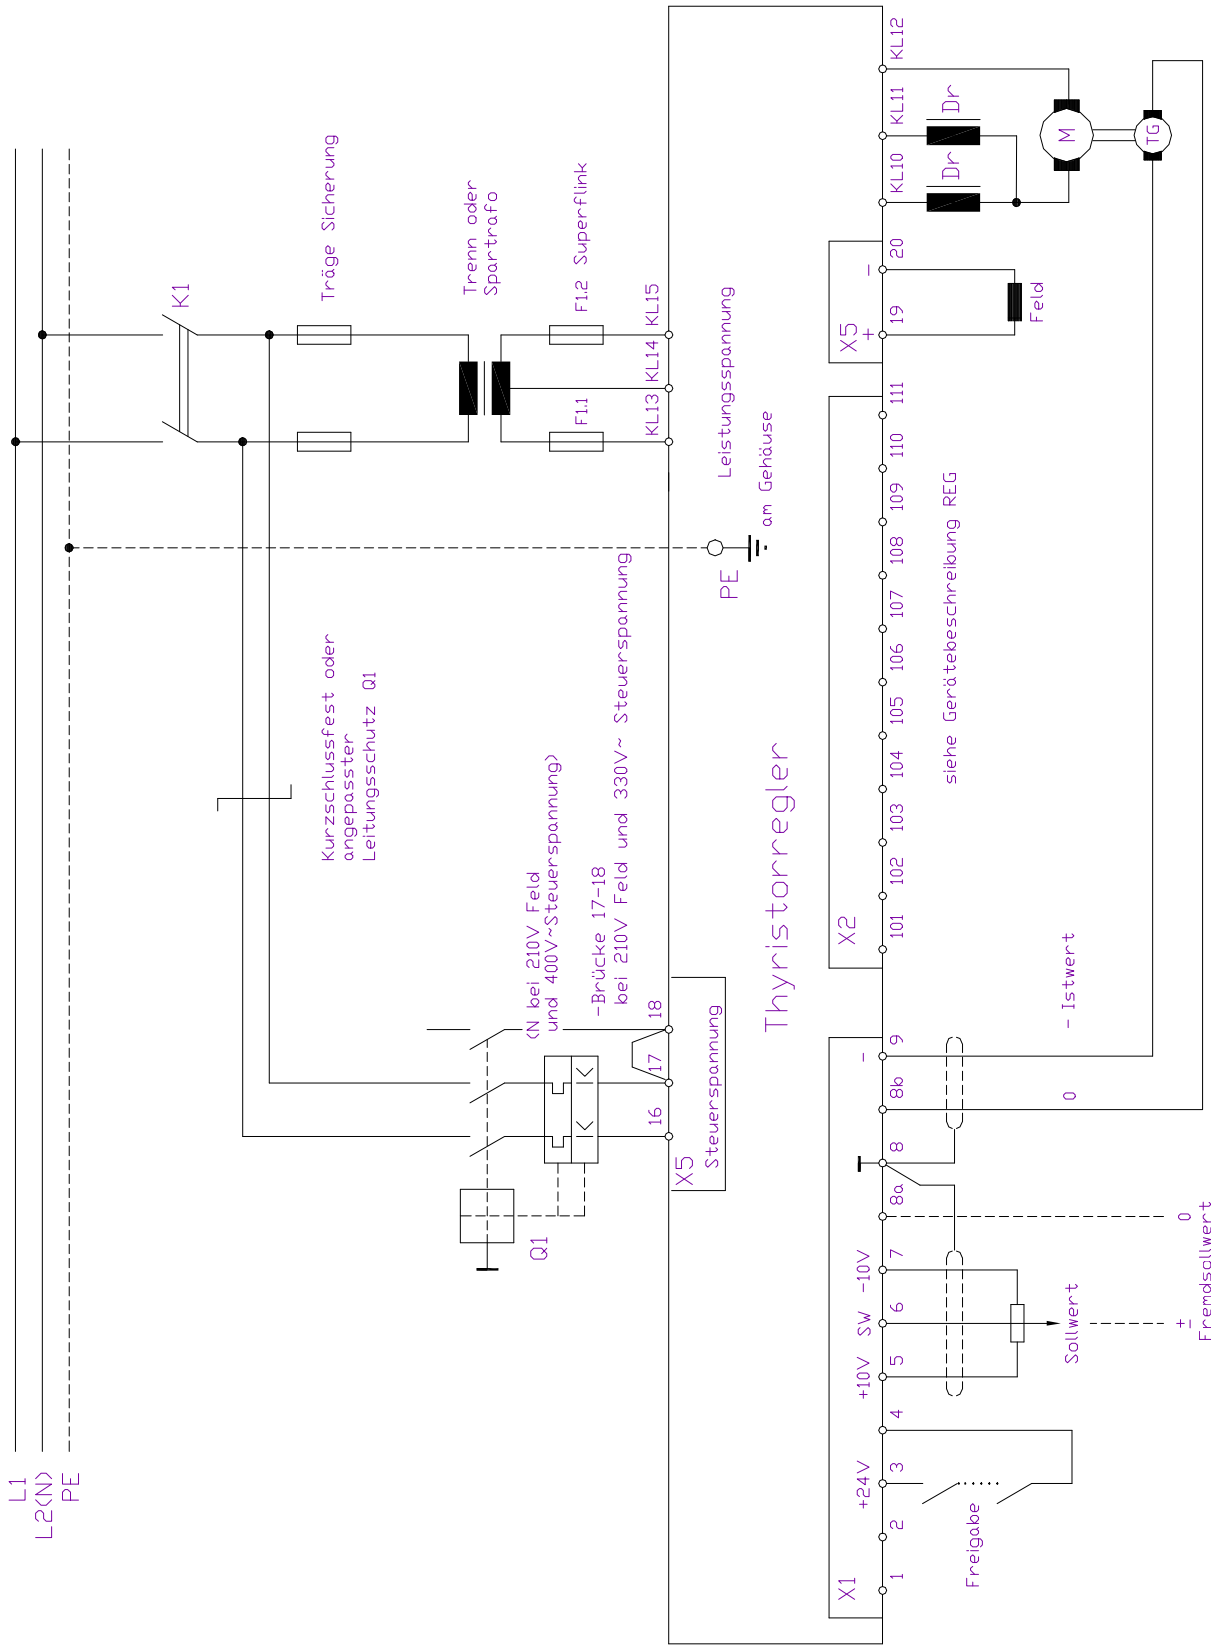 L1
L2(N)
PE
K1
Träge Sicherung
Trenn oder
Spartrafo
F1.1
F1.2 Superflink
KL13
KL14
KL15
Leistungsspannung
PE
am Gehäuse
Kurzschlussfest oder
angepasster
Leitungsschutz Q1
Q1
(N bei 210V Feld
und 400V~Steuerspannung)
-Brücke 17-18
bei 210V Feld und 330V~ Steuerspannung
X5
16
17
18
Steuerspannung
Thyristorregler
X1
+24V
+10V
SW
-10V
-
1
2
3
4
5
6
7
8a
8
8b
9
X2
101
102
103
104
105
106
107
108
109
110
111
siehe Gerätebeschreibung REG
X5
+
-
19
20
Feld
KL10
KL11
KL12
Dr
Dr
M
TG
Freigabe
Sollwert
+-
0
Fremdsollwert
0
- Istwert